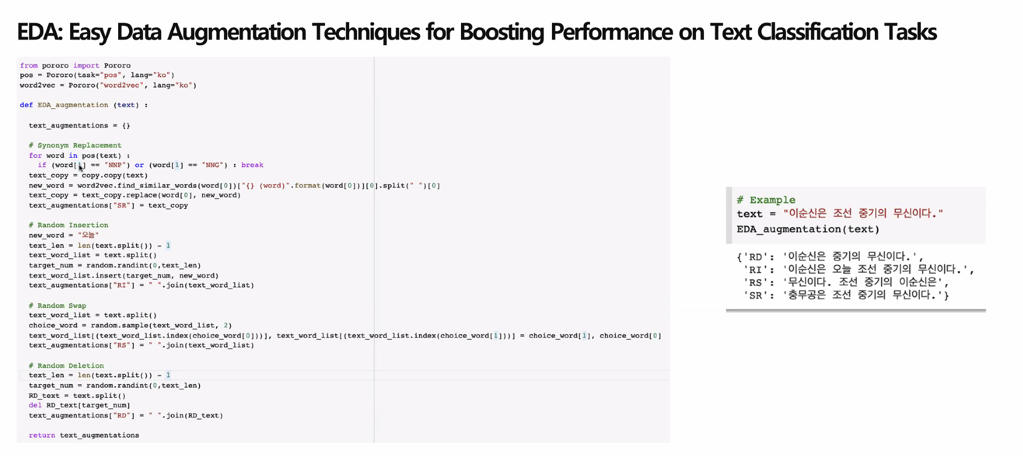 EDA: Easy Data Augmentation Techniques for Boosting Performance on Text Classification Tasks
from pororo import Pororo
pos = Pororo(task="pos", lang="ko")
word2vec = Pororo("word2vec", lang="ko")
def EDA_augmentation (text) :
text_augmentations = {}
# Synonym Replacement
for word in pos(text) :
if (word[1] == "NNP") or (word[1] == "NNG") : break
text_copy = copy.copy(text)
new_word = word2vec.find_similar_words(word[0])["{} (word)".format(word[0])][0].split(" ")[0]
text_copy = text_copy.replace(word[0], new_word)
text_augmentations["SR"] = text_copy
# Random Insertion
new_word = "오늘"
text_len = len(text.split()) - 1
text_word_list = text.split()
target_num = random.randint(0,text_len)
text_word_list.insert(target_num, new_word)
text_augmentations["RI"] = " ".join(text_word_list)
# Random Swap
text_word_list = text.split()
choice_word = random.sample(text_word_list, 2)
text_word_list[(text_word_list.index(choice_word[0]))], text_word_list[(text_word_list.index(choice_word[1]))] = choice_word[1], choice_word[0]
text_augmentations["RS"] = " ".join(text_word_list)
# Random Deletion
text_len = len(text.split()) - 1
target_num = random.randint(0,text_len)
RD_text = text.split()
del RD_text[target_num]
text_augmentations["RD"] = " ".join(RD_text)
return text_augmentations
# Example
text = "이순신은 조선 중기의 무신이다."
EDA_augmentation(text)
{'RD': '이순신은 중기의 무신이다.',
'RI': '이순신은 오늘 조선 중기의 무신이다.',
'RS': '무신이다. 조선 중기의 이순신은',
'SR': '충무공은 조선 중기의 무신이다.'}